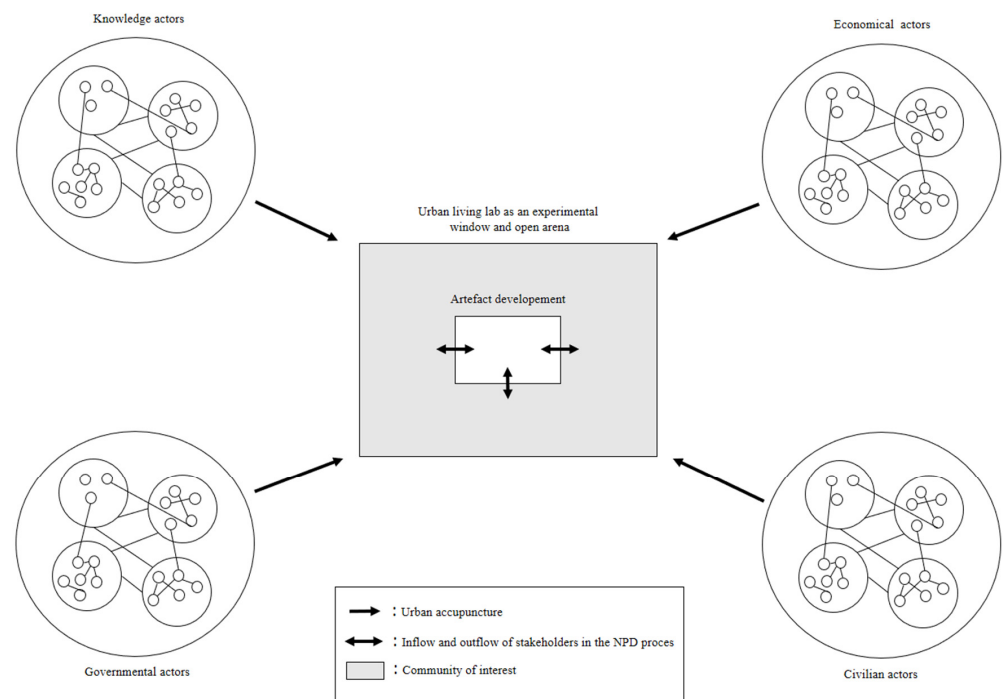 Knowledge actors
Economical actors
Urban living lab as an experimental
window and open arena
Artefact developement
: Urban accupuncture
: Inflow and outflow of stakeholders in the NPD proces
: Community of interest
Governmental actors
Civilian actors